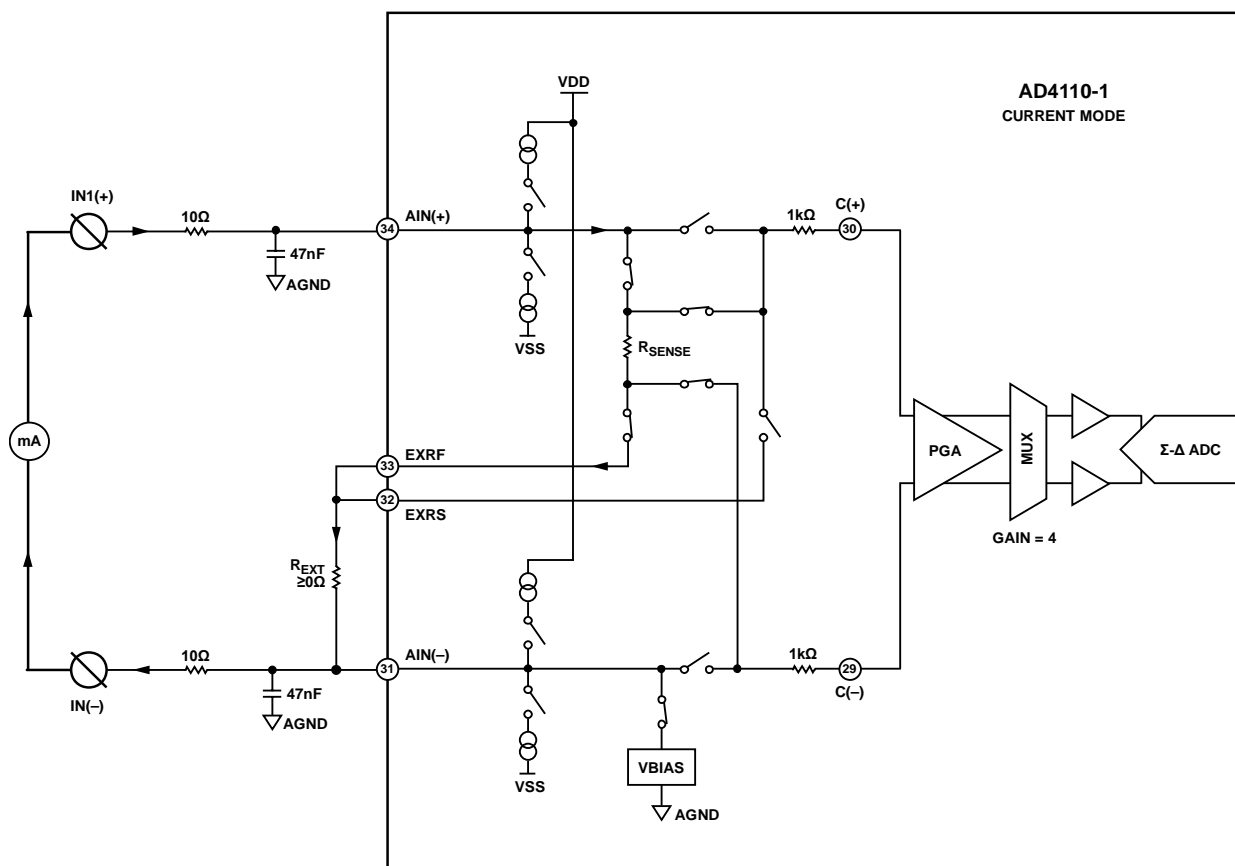 AD4110-1
CURRENT MODE
VDD
IN1(+)
10Ω
47nF
AGND
34
AIN(+)
VSS
1kΩ
C(+)
30
RSENSE
mA
EXRF
33
32
EXRS
REXT
≥0Ω
PGA
MUX
Σ-Δ ADC
GAIN = 4
10Ω
31
AIN(–)
1kΩ
29
C(–)
IN(–)
47nF
AGND
VSS
VBIAS
AGND